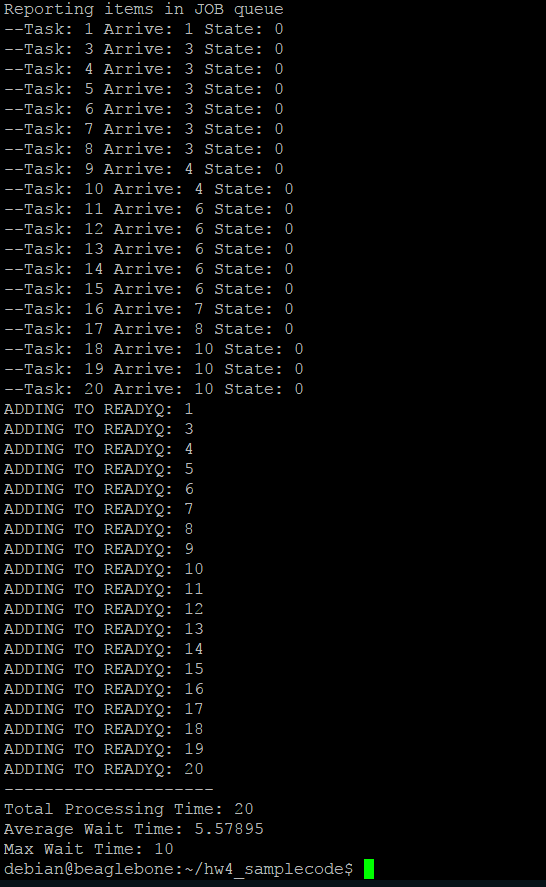 Reporting items in JOB queue
--Task: 1 Arrive: 1 State: 0
--Task: 3 Arrive: 3 State: 0
--Task: 4 Arrive: 3 State: 0
--Task: 5 Arrive: 3 State: 0
--Task: 6 Arrive: 3 State: 0
--Task: 7 Arrive: 3 State: 0
--Task: 8 Arrive: 3 State: 0
--Task: 9 Arrive: 4 State: 0
--Task: 10 Arrive: 4 State: 0
--Task: 11 Arrive: 6 State: 0
--Task: 12 Arrive: 6 State: 0
--Task: 13 Arrive: 6 State: 0
--Task: 14 Arrive: 6 State: 0
--Task: 15 Arrive: 6 State: 0
--Task: 16 Arrive: 7 State: 0
--Task: 17 Arrive: 8 State: 0
--Task: 18 Arrive: 10 State: 0
--Task: 19 Arrive: 10 State: 0
--Task: 20 Arrive: 10 State: 0
ADDING TO READYQ: 1
ADDING TO READYQ: 3
ADDING TO READYQ: 4
ADDING TO READYQ: 5
ADDING TO READYQ: 6
ADDING TO READYQ: 7
ADDING TO READYQ: 8
ADDING TO READYQ: 9
ADDING TO READYQ: 10
ADDING TO READYQ: 11
ADDING TO READYQ: 12
ADDING TO READYQ: 13
ADDING TO READYQ: 14
ADDING TO READYQ: 15
ADDING TO READYQ: 16
ADDING TO READYQ: 17
ADDING TO READYQ: 18
ADDING TO READYQ: 19
ADDING TO READYQ: 20
---------------------
Total Processing Time: 20
Average Wait Time: 5.57895
Max Wait Time: 10
debian@beaglebone:~/hw4_samplecode$